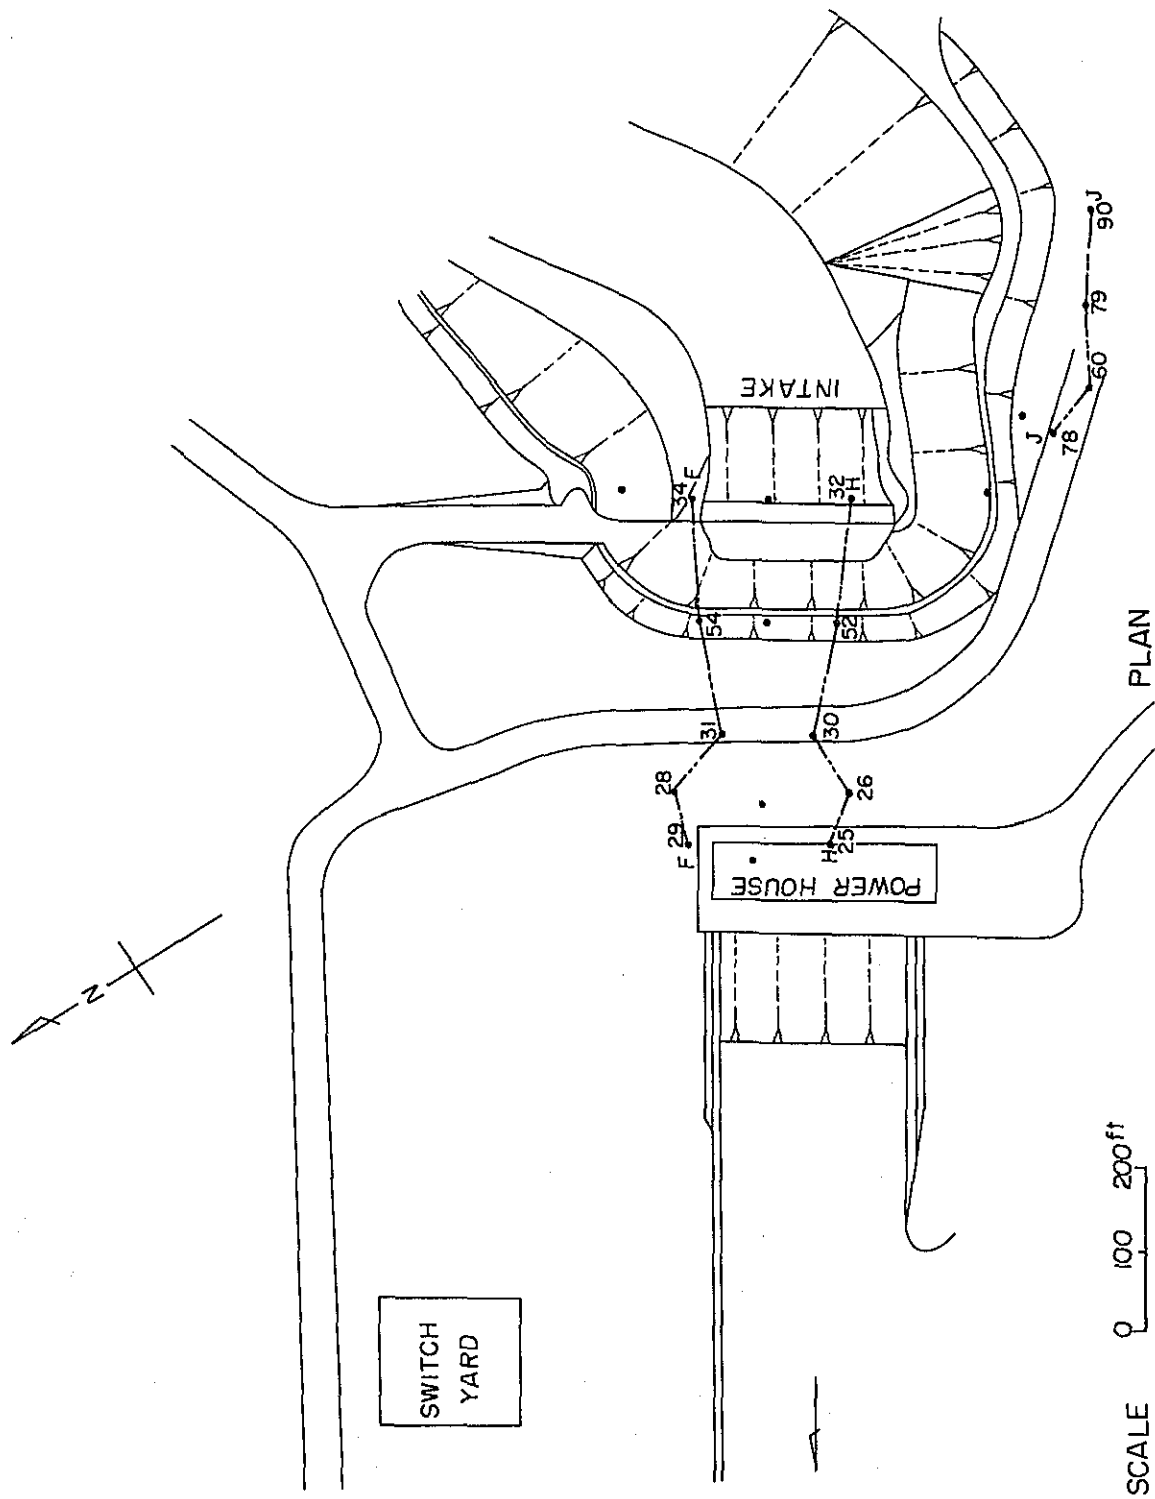 N
SWITCH
YARD
POWER HOUSE
INTAKE
F
29
28
31
54
34
E
H
25
26
30
52
32
H
J
78
60
79
90
J
SCALE
0 100 200ft
PLAN